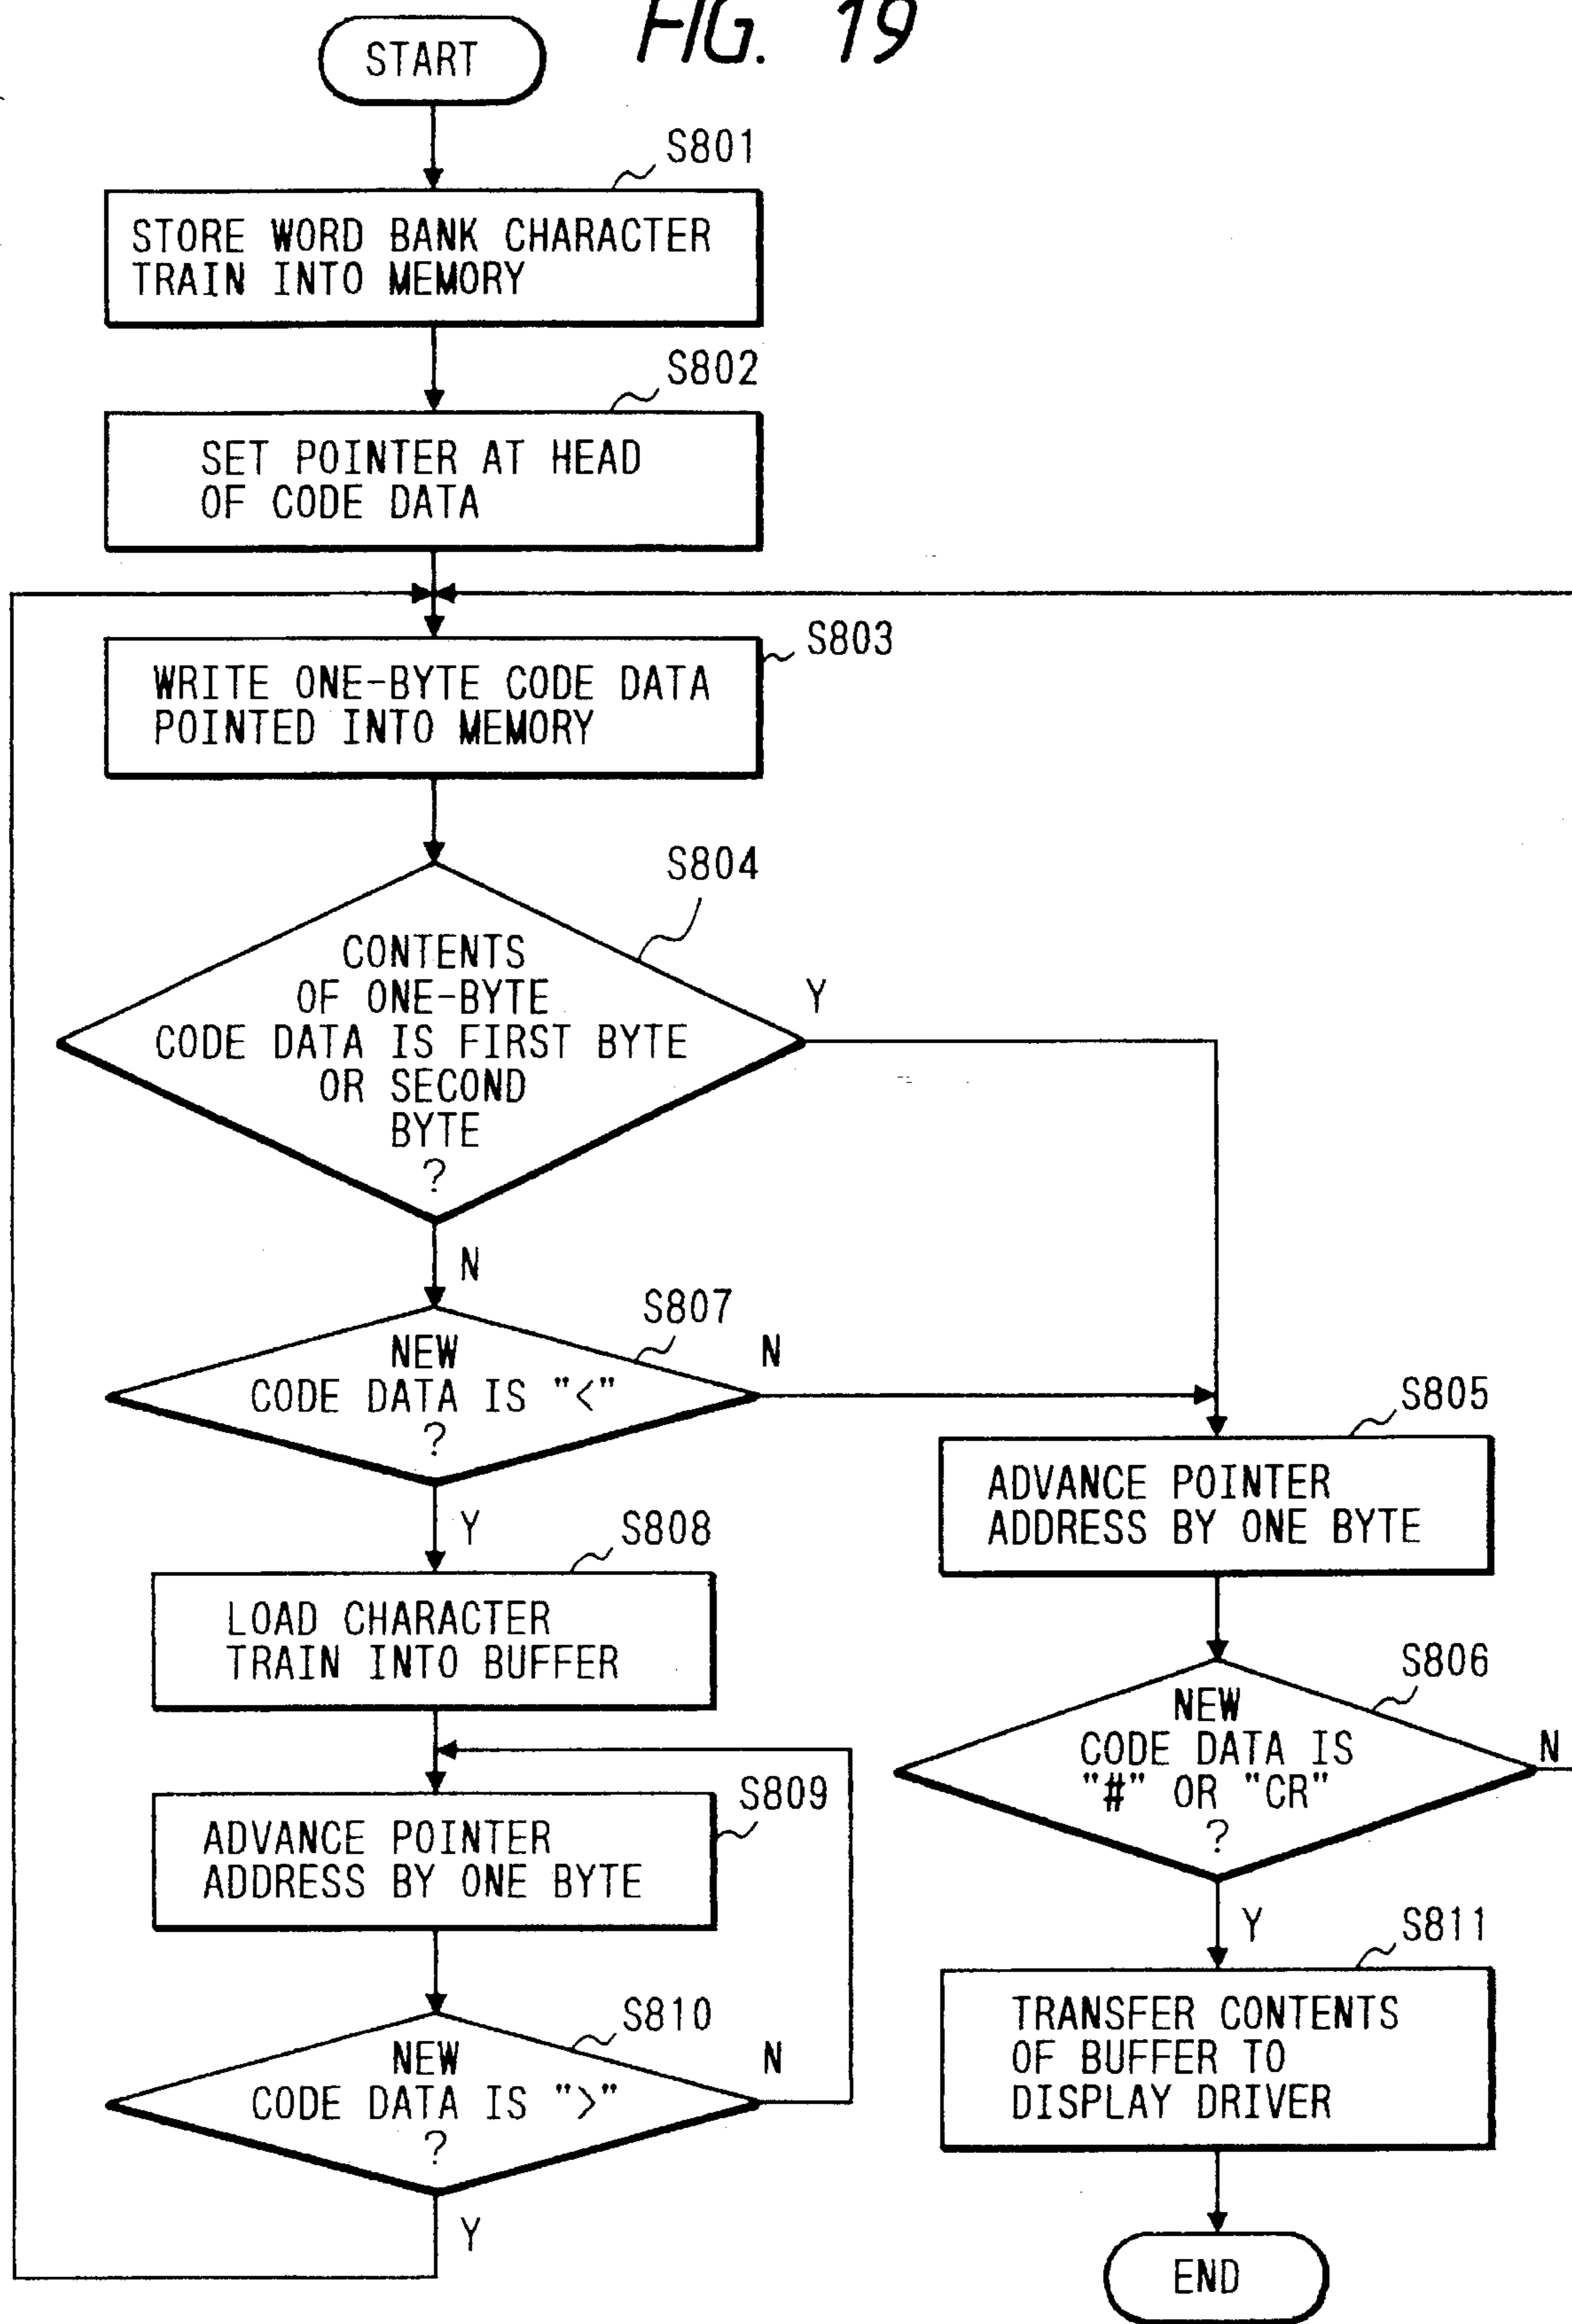 FIG. 19
START
S801
STORE WORD BANK CHARACTER
TRAIN INTO MEMORY
S802
SET POINTER AT HEAD
OF CODE DATA
S803
WRITE ONE-BYTE CODE DATA
POINTED INTO MEMORY
S804
CONTENTS
OF ONE-BYTE
CODE DATA IS FIRST BYTE
OR SECOND
BYTE
?
Y
N
S807
NEW
CODE DATA IS "<"
?
N
Y
S808
LOAD CHARACTER
TRAIN INTO BUFFER
S809
ADVANCE POINTER
ADDRESS BY ONE BYTE
S810
NEW
CODE DATA IS ">"
?
N
Y
S805
ADVANCE POINTER
ADDRESS BY ONE BYTE
S806
NEW
CODE DATA IS
"#" OR "CR"
?
N
Y
S811
TRANSFER CONTENTS
OF BUFFER TO
DISPLAY DRIVER
END